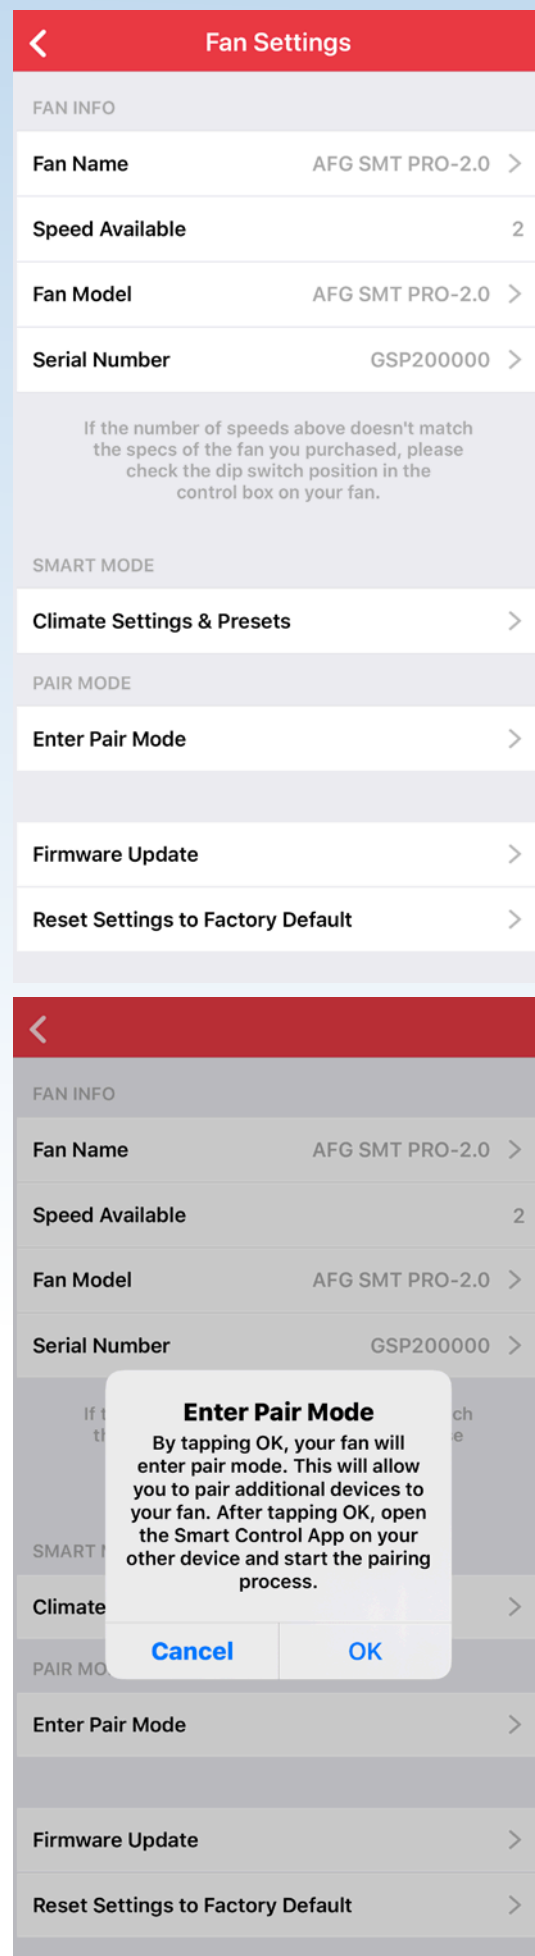 Fan Settings
FAN INFO
Fan Name AFG SMT PRO-2.0
Speed Available 2
Fan Model AFG SMT PRO-2.0
Serial Number GSP200000
If the number of speeds above doesn't match
the specs of the fan you purchased, please
check the dip switch position in the
control box on your fan.
SMART MODE
Climate Settings & Presets
PAIR MODE
Enter Pair Mode
Firmware Update
Reset Settings to Factory Default
FAN INFO
Fan Name AFG SMT PRO-2.0
Speed Available 2
Fan Model AFG SMT PRO-2.0
Serial Number GSP200000
If
Enter Pair Mode
By tapping OK, your fan will
enter pair mode. This will allow
you to pair additional devices to
your fan. After tapping OK, open
the Smart Control App on your
other device and start the pairing
process.
Cancel OK
SMART
Climate
PAIR MO
Enter Pair Mode
Firmware Update
Reset Settings to Factory Default